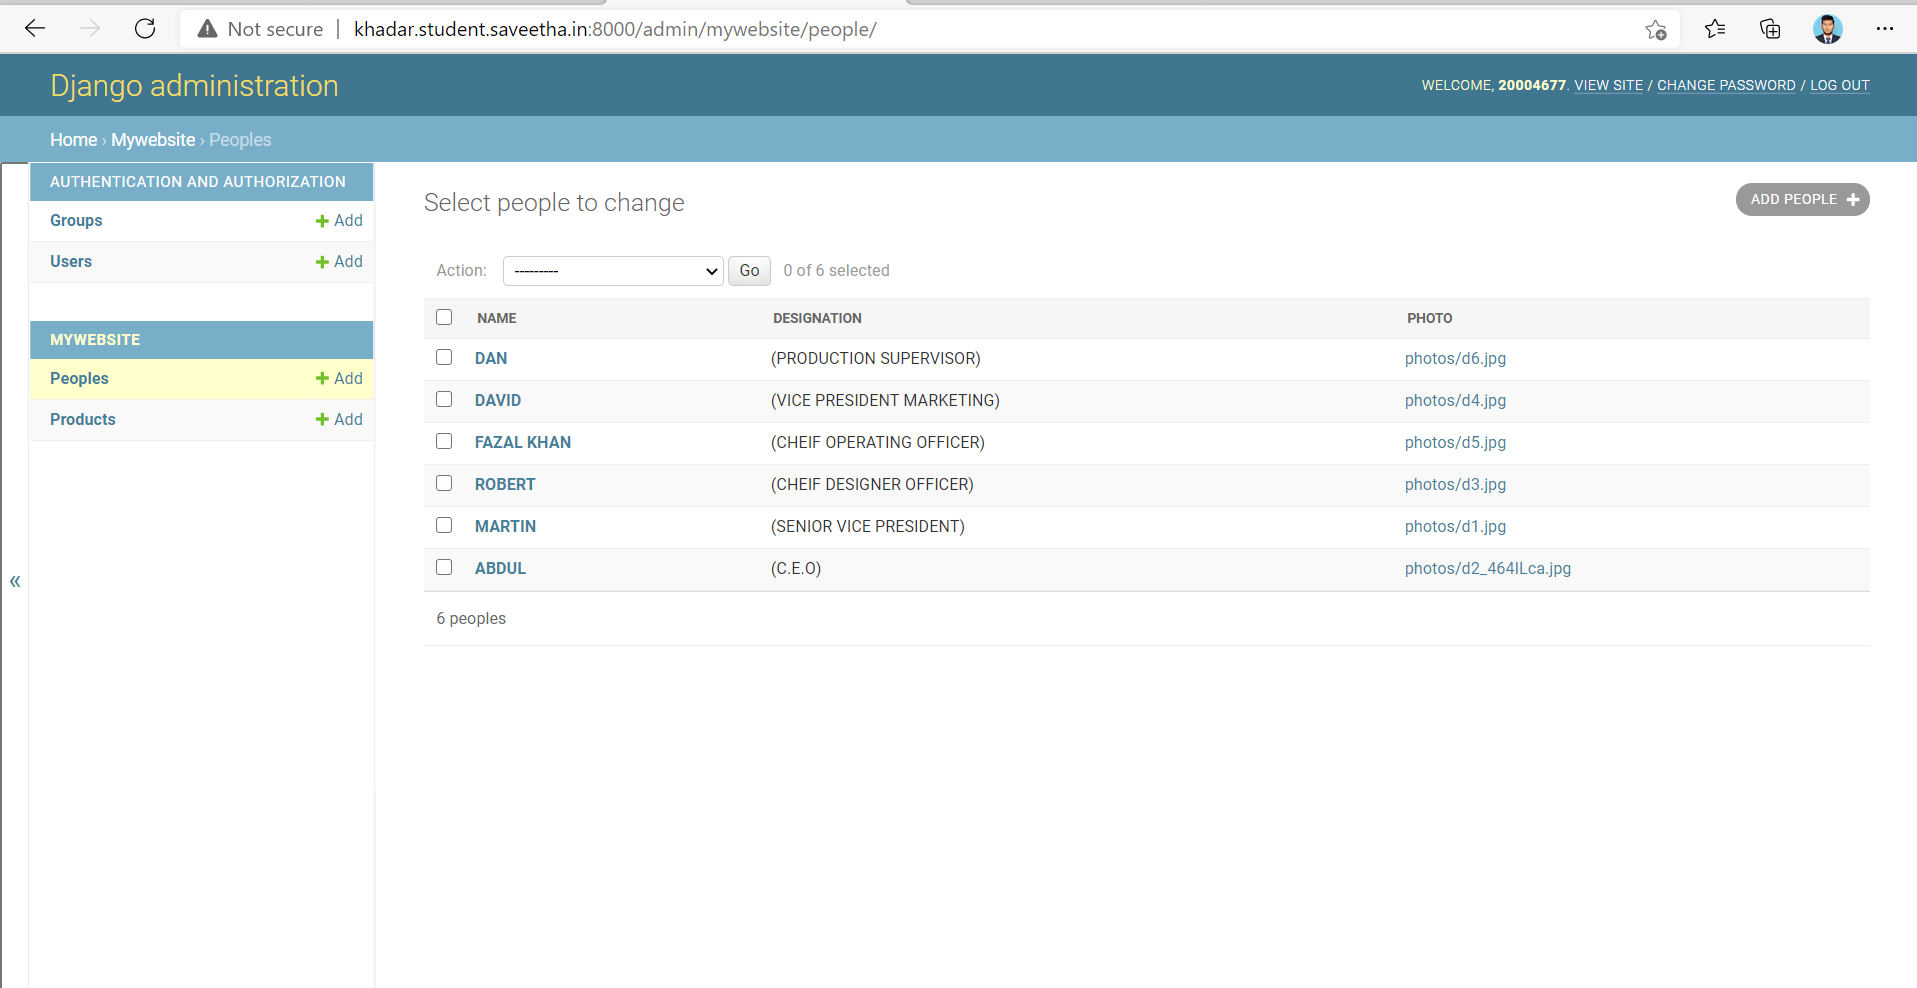 Not secure | khadar.student.saveetha.in:8000/admin/mywebsite/people/
Django administration
WELCOME, 20004677. VIEW SITE / CHANGE PASSWORD / LOG OUT
Home › Mywebsite › Peoples
AUTHENTICATION AND AUTHORIZATION
Groups + Add
Users + Add
MYWEBSITE
Peoples + Add
Products + Add
«
Select people to change
ADD PEOPLE +
Action: --------- Go 0 of 6 selected
NAME DESIGNATION PHOTO
DAN (PRODUCTION SUPERVISOR) photos/d6.jpg
DAVID (VICE PRESIDENT MARKETING) photos/d4.jpg
FAZAL KHAN (CHEIF OPERATING OFFICER) photos/d5.jpg
ROBERT (CHEIF DESIGNER OFFICER) photos/d3.jpg
MARTIN (SENIOR VICE PRESIDENT) photos/d1.jpg
ABDUL (C.E.O) photos/d2_464lLca.jpg
6 peoples